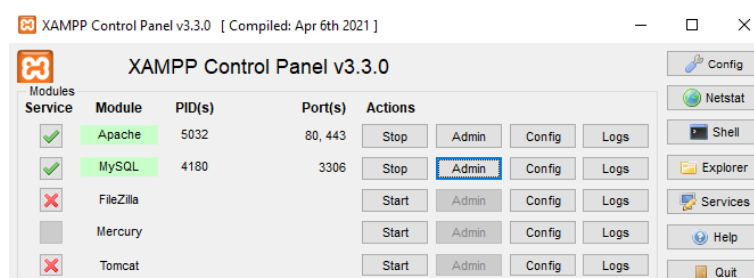 XAMPP Control Panel v3.3.0 [ Compiled: Apr 6th 2021 ]
XAMPP Control Panel v3.3.0
Config
Modules
Netstat
Service Module PID(s) Port(s) Actions
Apache 5032 80, 443 Stop Admin Config Logs
Shell
MySQL 4180 3306 Stop Admin Config Logs
Explorer
FileZilla Start Admin Config Logs
Services
Mercury Start Admin Config Logs
Help
Tomcat Start Admin Config Logs
Quit